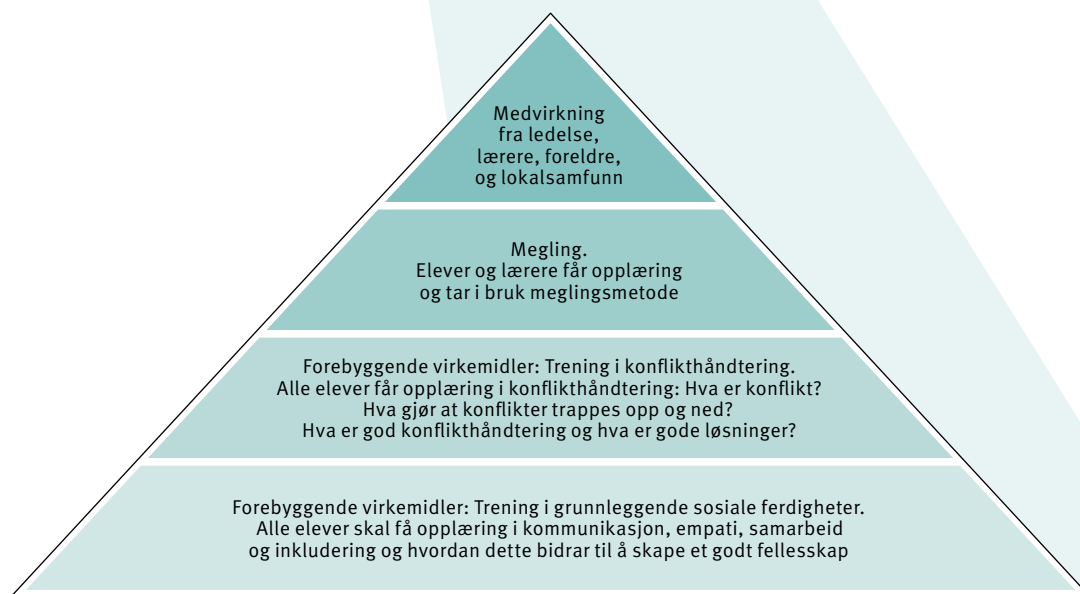 Medvirkning
fra ledelse,
lærere, foreldre,
og lokalsamfunn
Megling.
Elever og lærere får opplæring
og tar i bruk meglingsmetode
Forebyggende virkemidler: Trening i konflikthåndtering.
Alle elever får opplæring i konflikthåndtering: Hva er konflikt?
Hva gjør at konflikter trappes opp og ned?
Hva er god konflikthåndtering og hva er gode løsninger?
Forebyggende virkemidler: Trening i grunnleggende sosiale ferdigheter.
Alle elever skal få opplæring i kommunikasjon, empati, samarbeid
og inkludering og hvordan dette bidrar til å skape et godt fellesskap